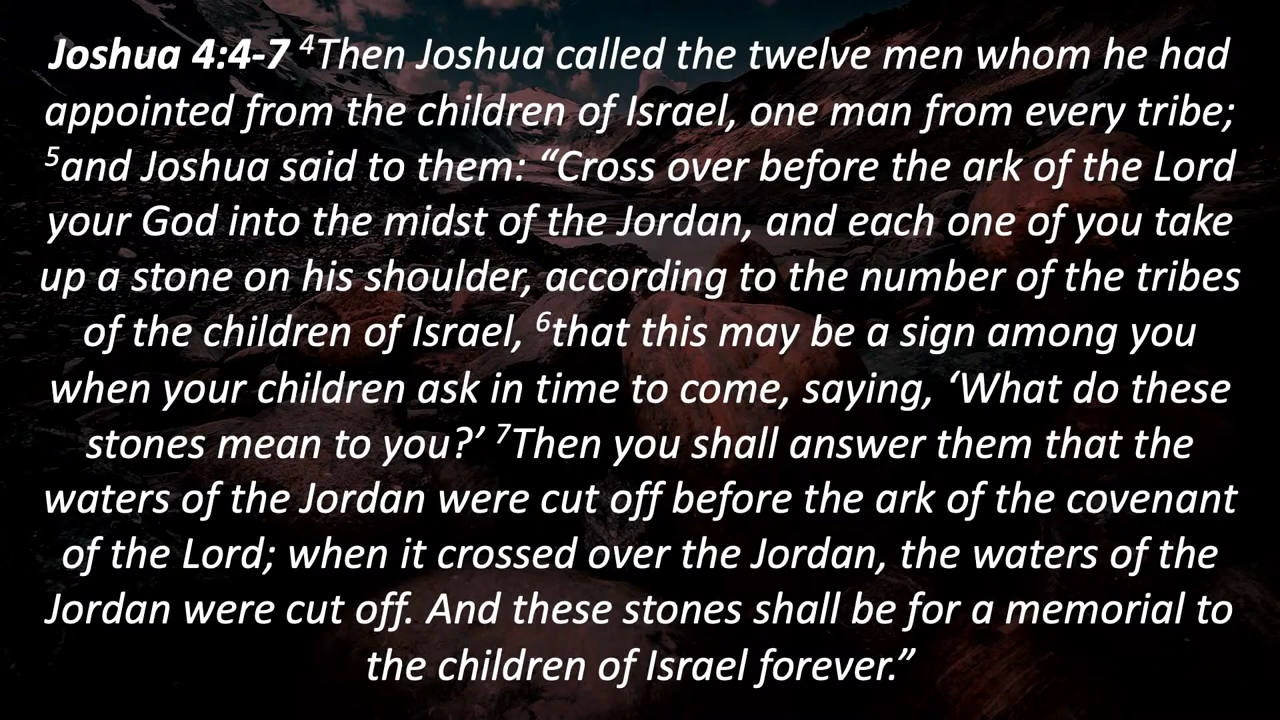 Joshua 4:4-7 ⁴Then Joshua called the twelve men whom he had
appointed from the children of Israel, one man from every tribe;
⁵and Joshua said to them: “Cross over before the ark of the Lord
your God into the midst of the Jordan, and each one of you take
up a stone on his shoulder, according to the number of the tribes
of the children of Israel, ⁶that this may be a sign among you
when your children ask in time to come, saying, ‘What do these
stones mean to you?’ ⁷Then you shall answer them that the
waters of the Jordan were cut off before the ark of the covenant
of the Lord; when it crossed over the Jordan, the waters of the
Jordan were cut off. And these stones shall be for a memorial to
the children of Israel forever.”